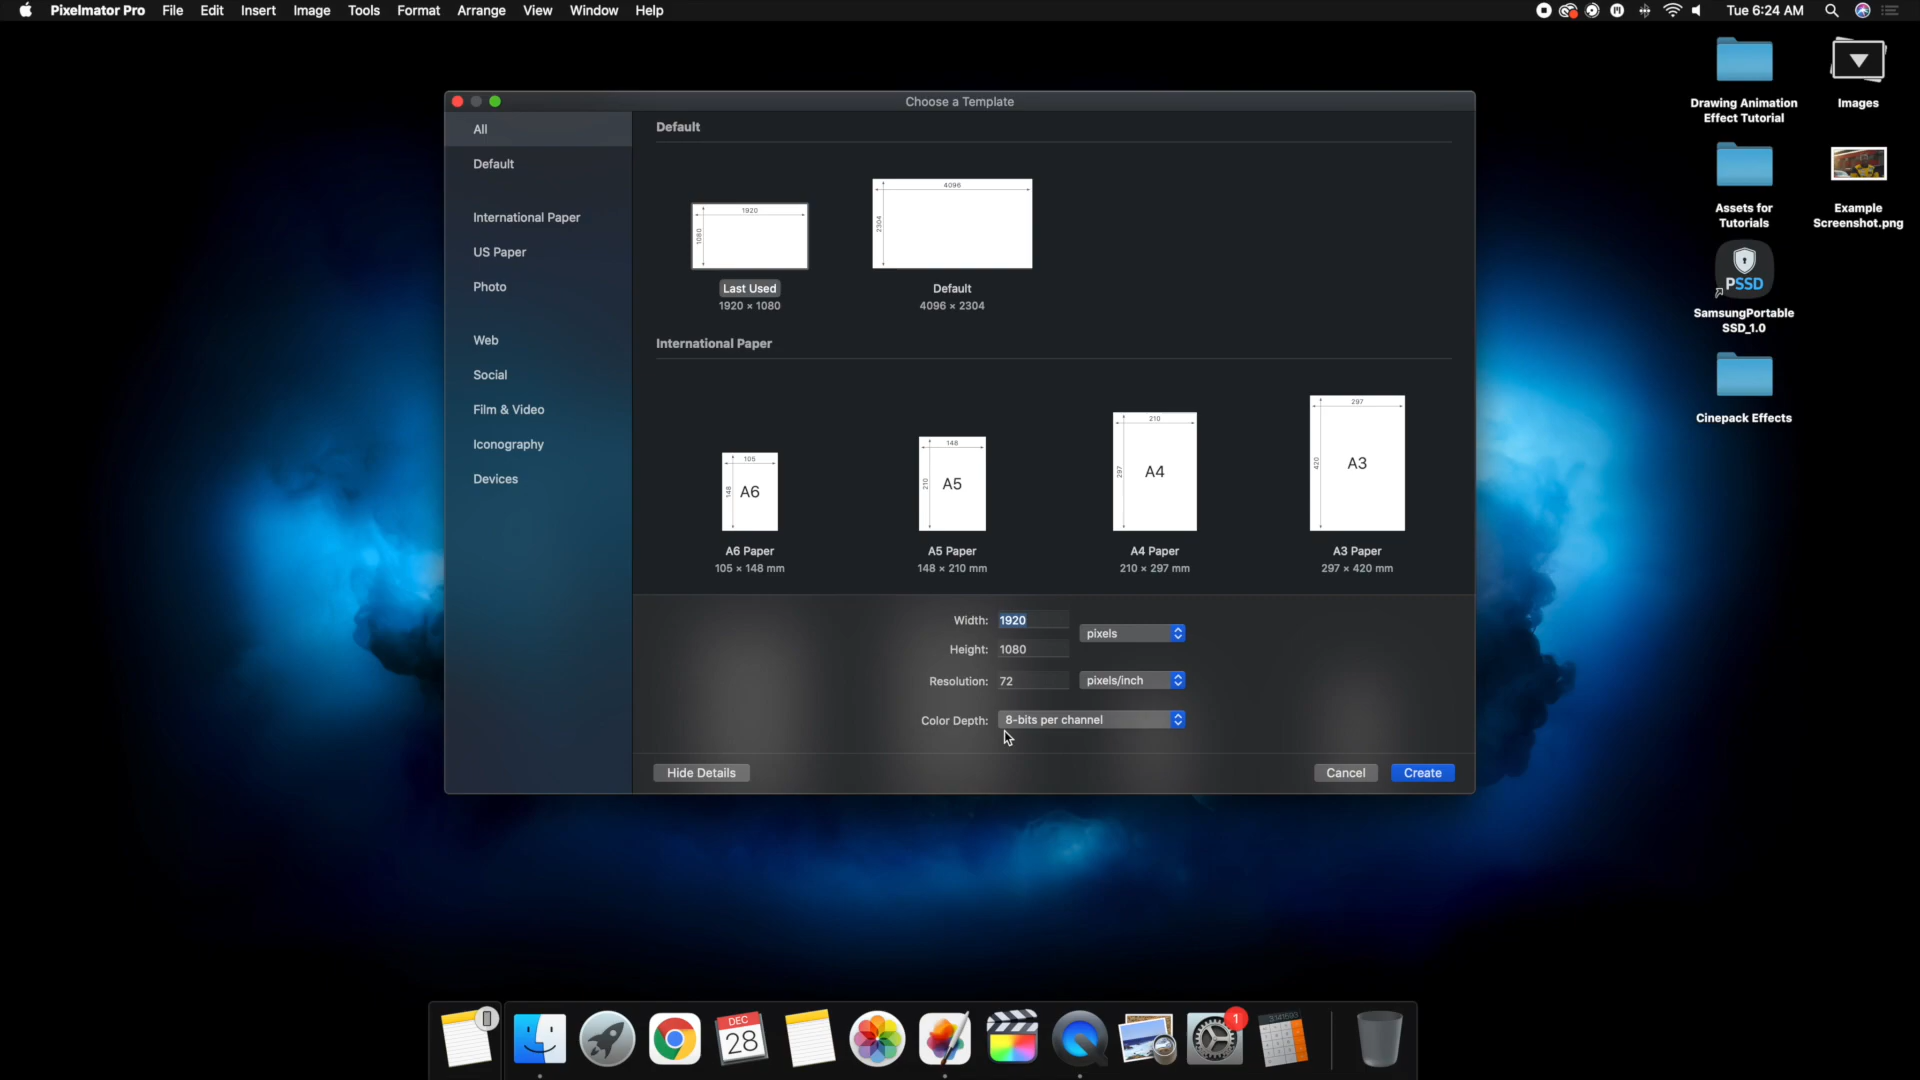 Pixelmator Pro File Edit Insert Image Tools Format Arrange View Window Help
Tue 6:24 AM
Choose a Template
All
Default
International Paper
US Paper
Photo
Web
Social
Film & Video
Iconography
Devices
Default
1920
1080
Last Used
1920 × 1080
4096
2304
Default
4096 × 2304
International Paper
105
148
A6
A6 Paper
105 × 148 mm
148
210
A5
A5 Paper
148 × 210 mm
210
297
A4
A4 Paper
210 × 297 mm
297
420
A3
A3 Paper
297 × 420 mm
Width: 1920
pixels
Height: 1080
Resolution: 72 pixels/inch
Color Depth: 8-bits per channel
Hide Details
Cancel
Create
Drawing Animation
Effect Tutorial
Images
Assets for
Tutorials
Example
Screenshot.png
PSSD
SamsungPortable
SSD_1.0
Cinepack Effects
DEC
28
1